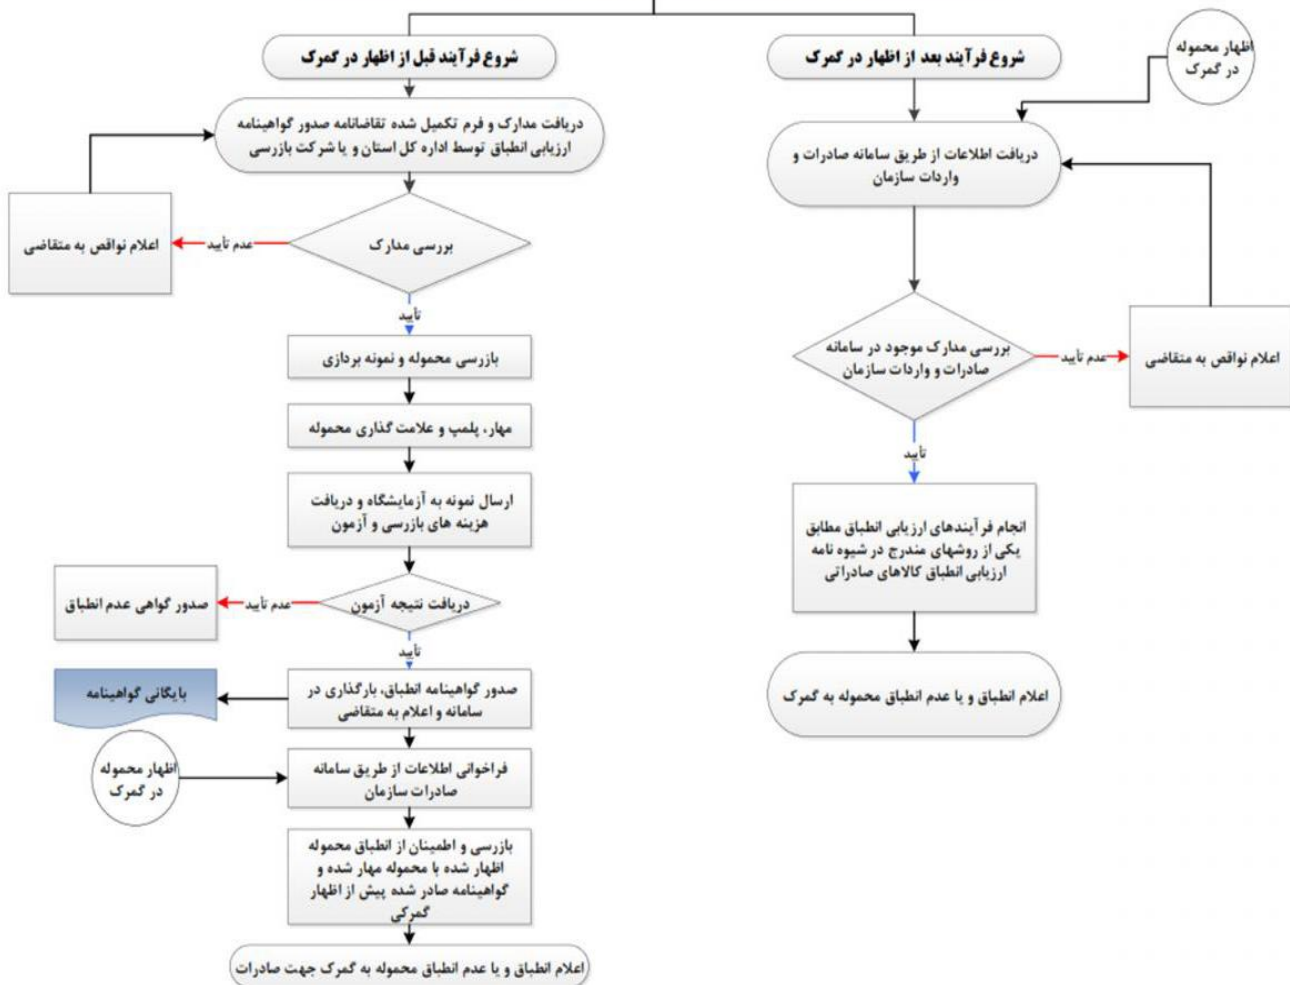 شروع فرآیند قبل از اظهار در گمرک
دریافت مدارک و فرم تکمیل شده تقاضانامه صدور گواهینامه
ارزیابی انطباق توسط اداره کل استان و یا شرکت بازرسی
بررسی مدارک
عدم تأیید
اعلام نواقص به متقاضی
تأیید
بازرسی محموله و نمونه برداری
مهار، پلمپ و علامت گذاری محموله
ارسال نمونه به آزمایشگاه و دریافت
هزینه های بازرسی و آزمون
دریافت نتیجه آزمون
عدم تأیید
صدور گواهی عدم انطباق
تأیید
صدور گواهینامه انطباق، بارگذاری در
سامانه و اعلام به متقاضی
بایگانی گواهینامه
اظهار محموله
در گمرک
فراخوانی اطلاعات از طریق سامانه
صادرات سازمان
بازرسی و اطمینان از انطباق محموله
اظهار شده با محموله مهار شده و
گواهینامه صادر شده پیش از اظهار
گمرکی
اعلام انطباق و یا عدم انطباق محموله به گمرک جهت صادرات
شروع فرآیند بعد از اظهار در گمرک
اظهار محموله
در گمرک
دریافت اطلاعات از طریق سامانه صادرات و
واردات سازمان
بررسی مدارک موجود در سامانه
صادرات و واردات سازمان
عدم تأیید
اعلام نواقص به متقاضی
تأیید
انجام فرآیندهای ارزیابی انطباق مطابق
یکی از روشهای مندرج در شیوه نامه
ارزیابی انطباق کالاهای صادراتی
اعلام انطباق و یا عدم انطباق محموله به گمرک